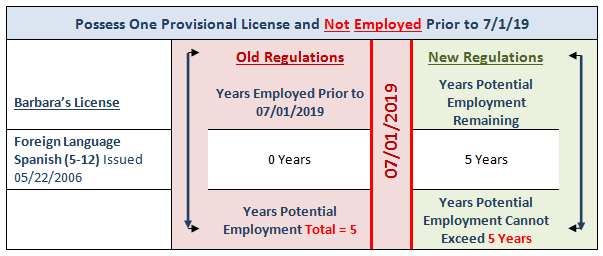 Possess One Provisional License and Not Employed Prior to 7/1/19
Old Regulations
07/01/2019
New Regulations
Barbara's License
Years Employed Prior to
07/01/2019
Years Potential
Employment
Remaining
Foreign Language
Spanish (5-12) Issued
05/22/2006
0 Years
5 Years
Years Potential
Employment Total = 5
Years Potential
Employment Cannot
Exceed 5 Years